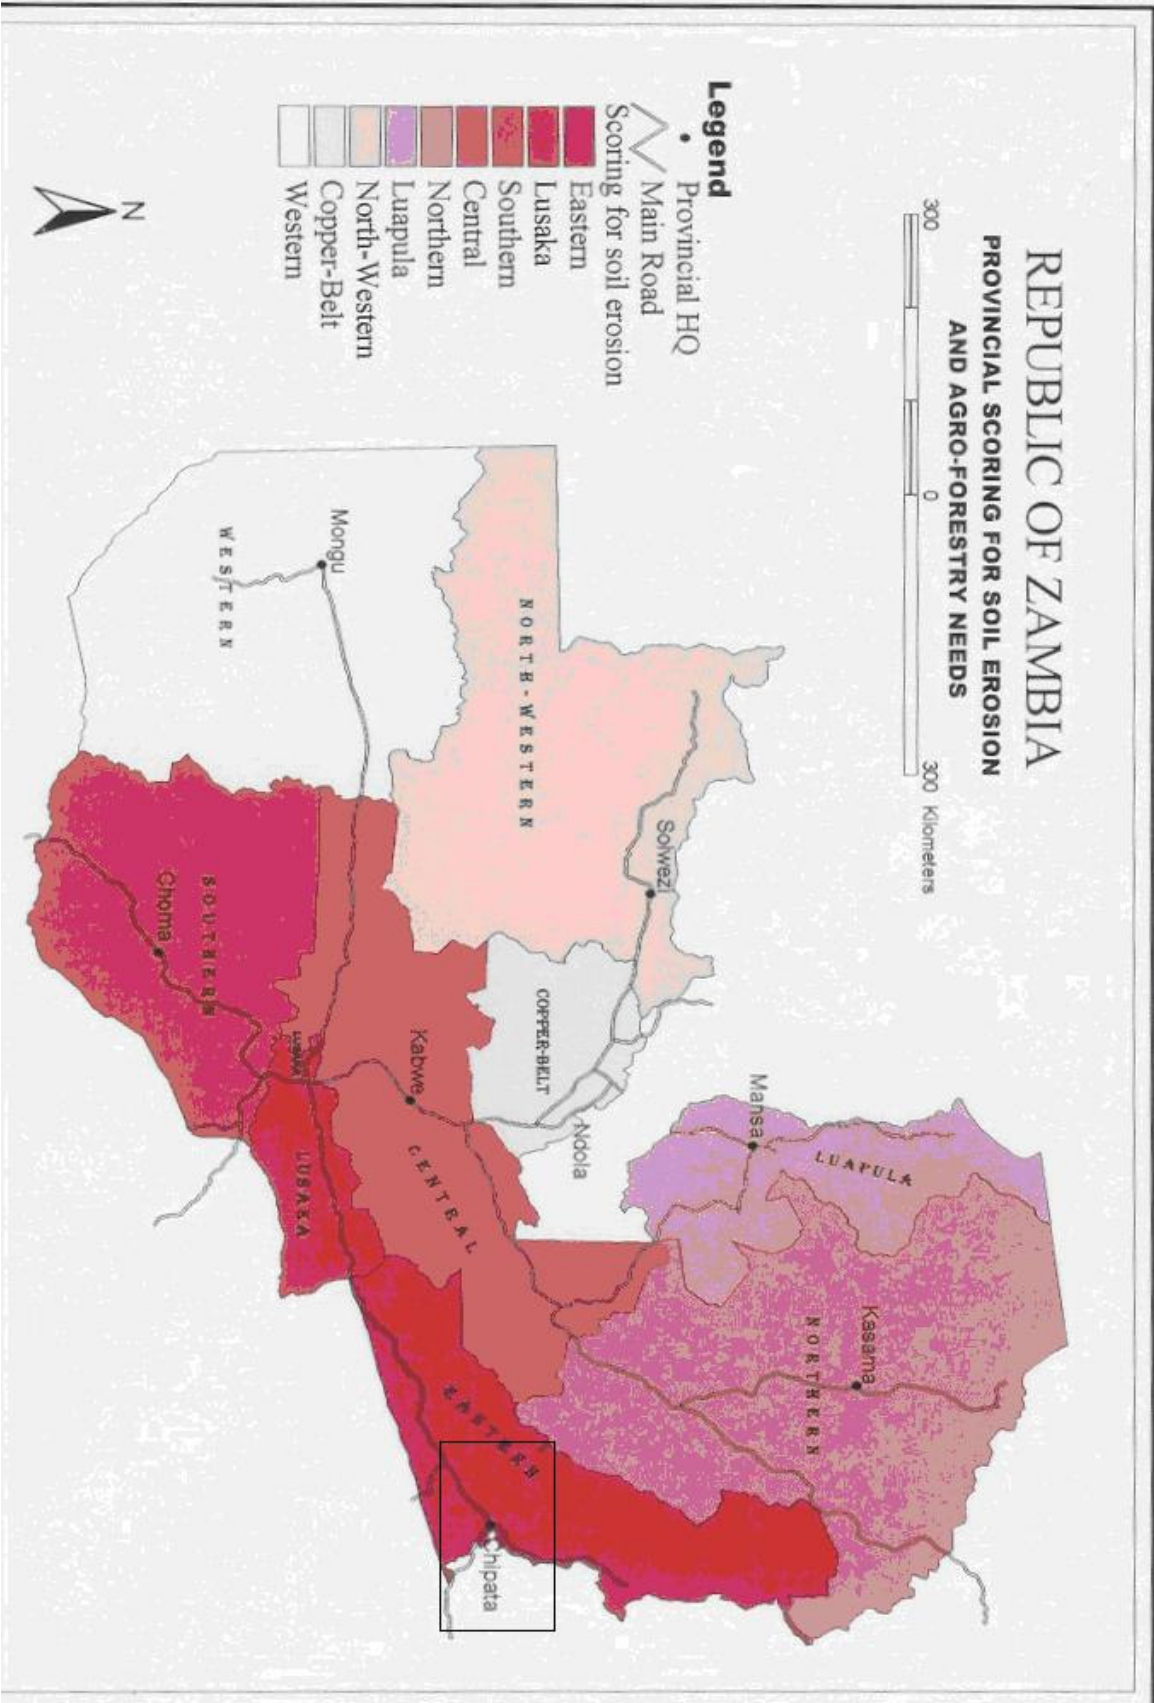 REPUBLIC OF ZAMBIA
PROVINCIAL SCORING FOR SOIL EROSION
AND AGRO-FORESTRY NEEDS
300 0 300 Kilometers
Legend
Provincial HQ
Main Road
Scoring for soil erosion
Eastern
Lusaka
Southern
Central
Northern
Luapula
North-Western
Copper-Belt
Western
N
Mansa
LUAPULA
Kasama
NORTHERN
Solwezi
NORTH-WESTERN
COPPER-BELT
Ndola
Mongu
WESTERN
Kabwe
CENTRAL
EASTERN
Chipata
LUSAKA
LUSAKA
SOUTHERN
Choma